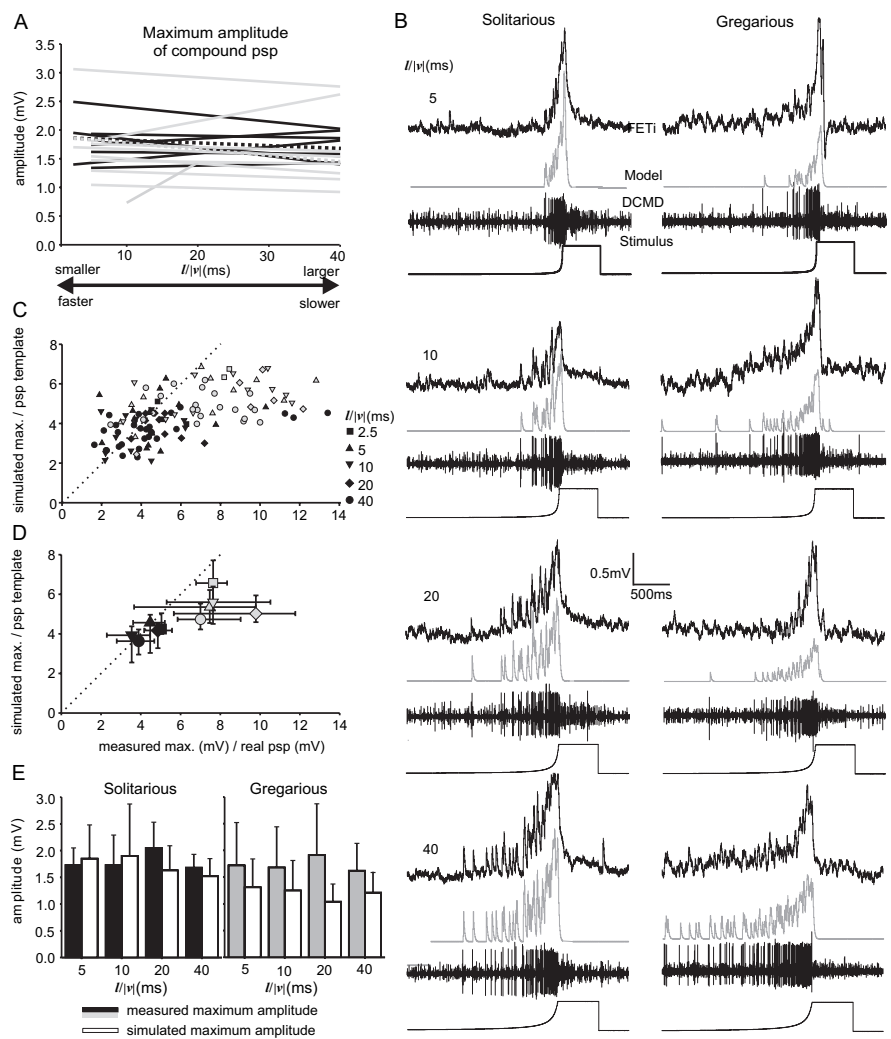 A
Maximum amplitude
of compound psp
amplitude (mV)
3.5
3.0
2.5
2.0
1.5
1.0
0.5
0.0
10
20
30
40
smaller
l/|v|(ms)
larger
faster
slower
B
Solitarious
Gregarious
l/|v|(ms)
5
FETi
Model
DCMD
Stimulus
10
20
0.5mV
500ms
40
C
simulated max. / psp template
8
6
4
2
0
0
2
4
6
8
10
12
14
l/|v|(ms)
2.5
5
10
20
40
D
simulated max. / psp template
8
6
4
2
0
0
2
4
6
8
10
12
14
measured max. (mV) / real psp (mV)
E
Solitarious
Gregarious
amplitude (mV)
3.0
2.5
2.0
1.5
1.0
0.5
0.0
5
10
20
40
5
10
20
40
l/|v|(ms)
l/|v|(ms)
measured maximum amplitude
simulated maximum amplitude